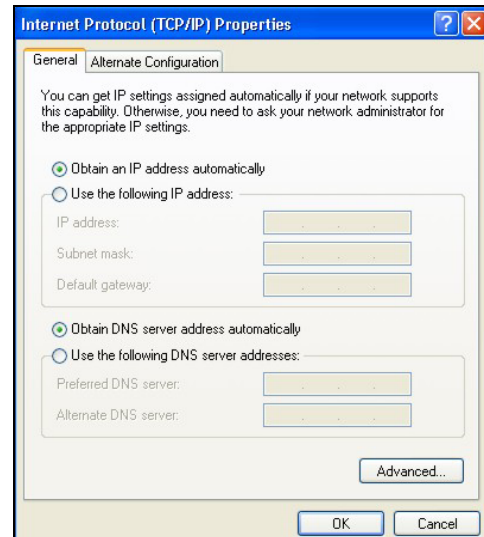 Internet Protocol (TCP/IP) Properties
General
Alternate Configuration
You can get IP settings assigned automatically if your network supports
this capability. Otherwise, you need to ask your network administrator for
the appropriate IP settings.
Obtain an IP address automatically
Use the following IP address:
IP address:
Subnet mask:
Default gateway:
Obtain DNS server address automatically
Use the following DNS server addresses:
Preferred DNS server:
Alternate DNS server:
Advanced...
OK
Cancel